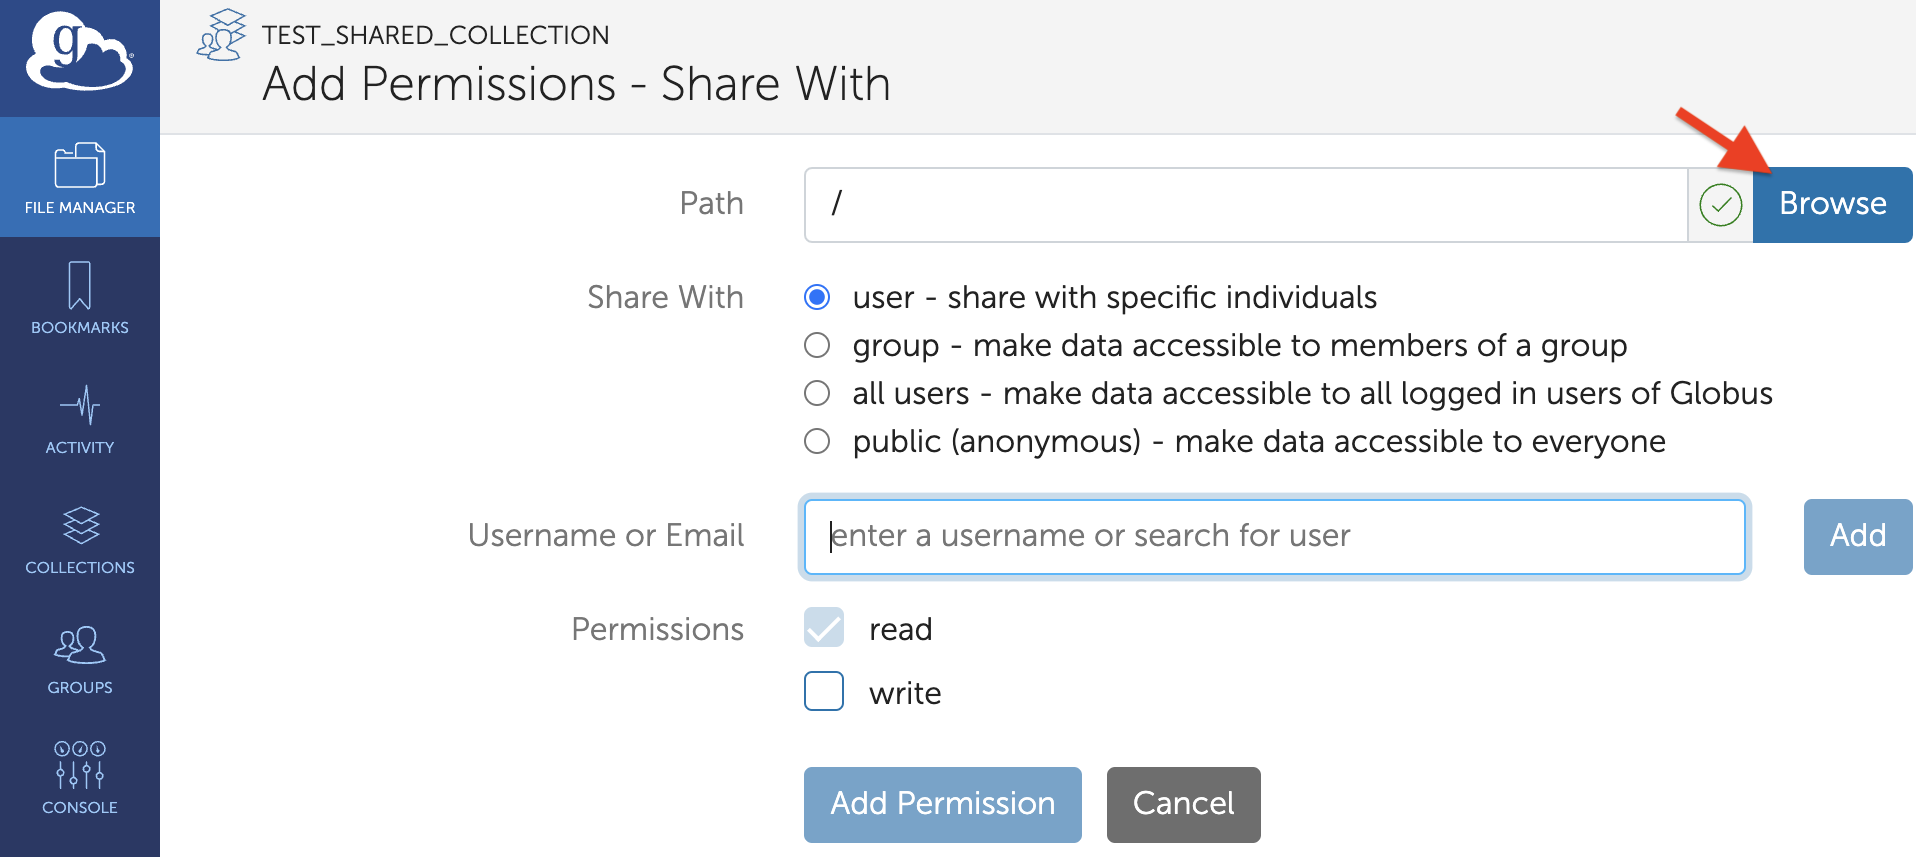 g
TEST_SHARED_COLLECTION
Add Permissions - Share With
FILE MANAGER
BOOKMARKS
ACTIVITY
COLLECTIONS
GROUPS
CONSOLE
Path
/
Browse
Share With
user - share with specific individuals
group - make data accessible to members of a group
all users - make data accessible to all logged in users of Globus
public (anonymous) - make data accessible to everyone
Username or Email
enter a username or search for user
Add
Permissions
read
write
Add Permission
Cancel